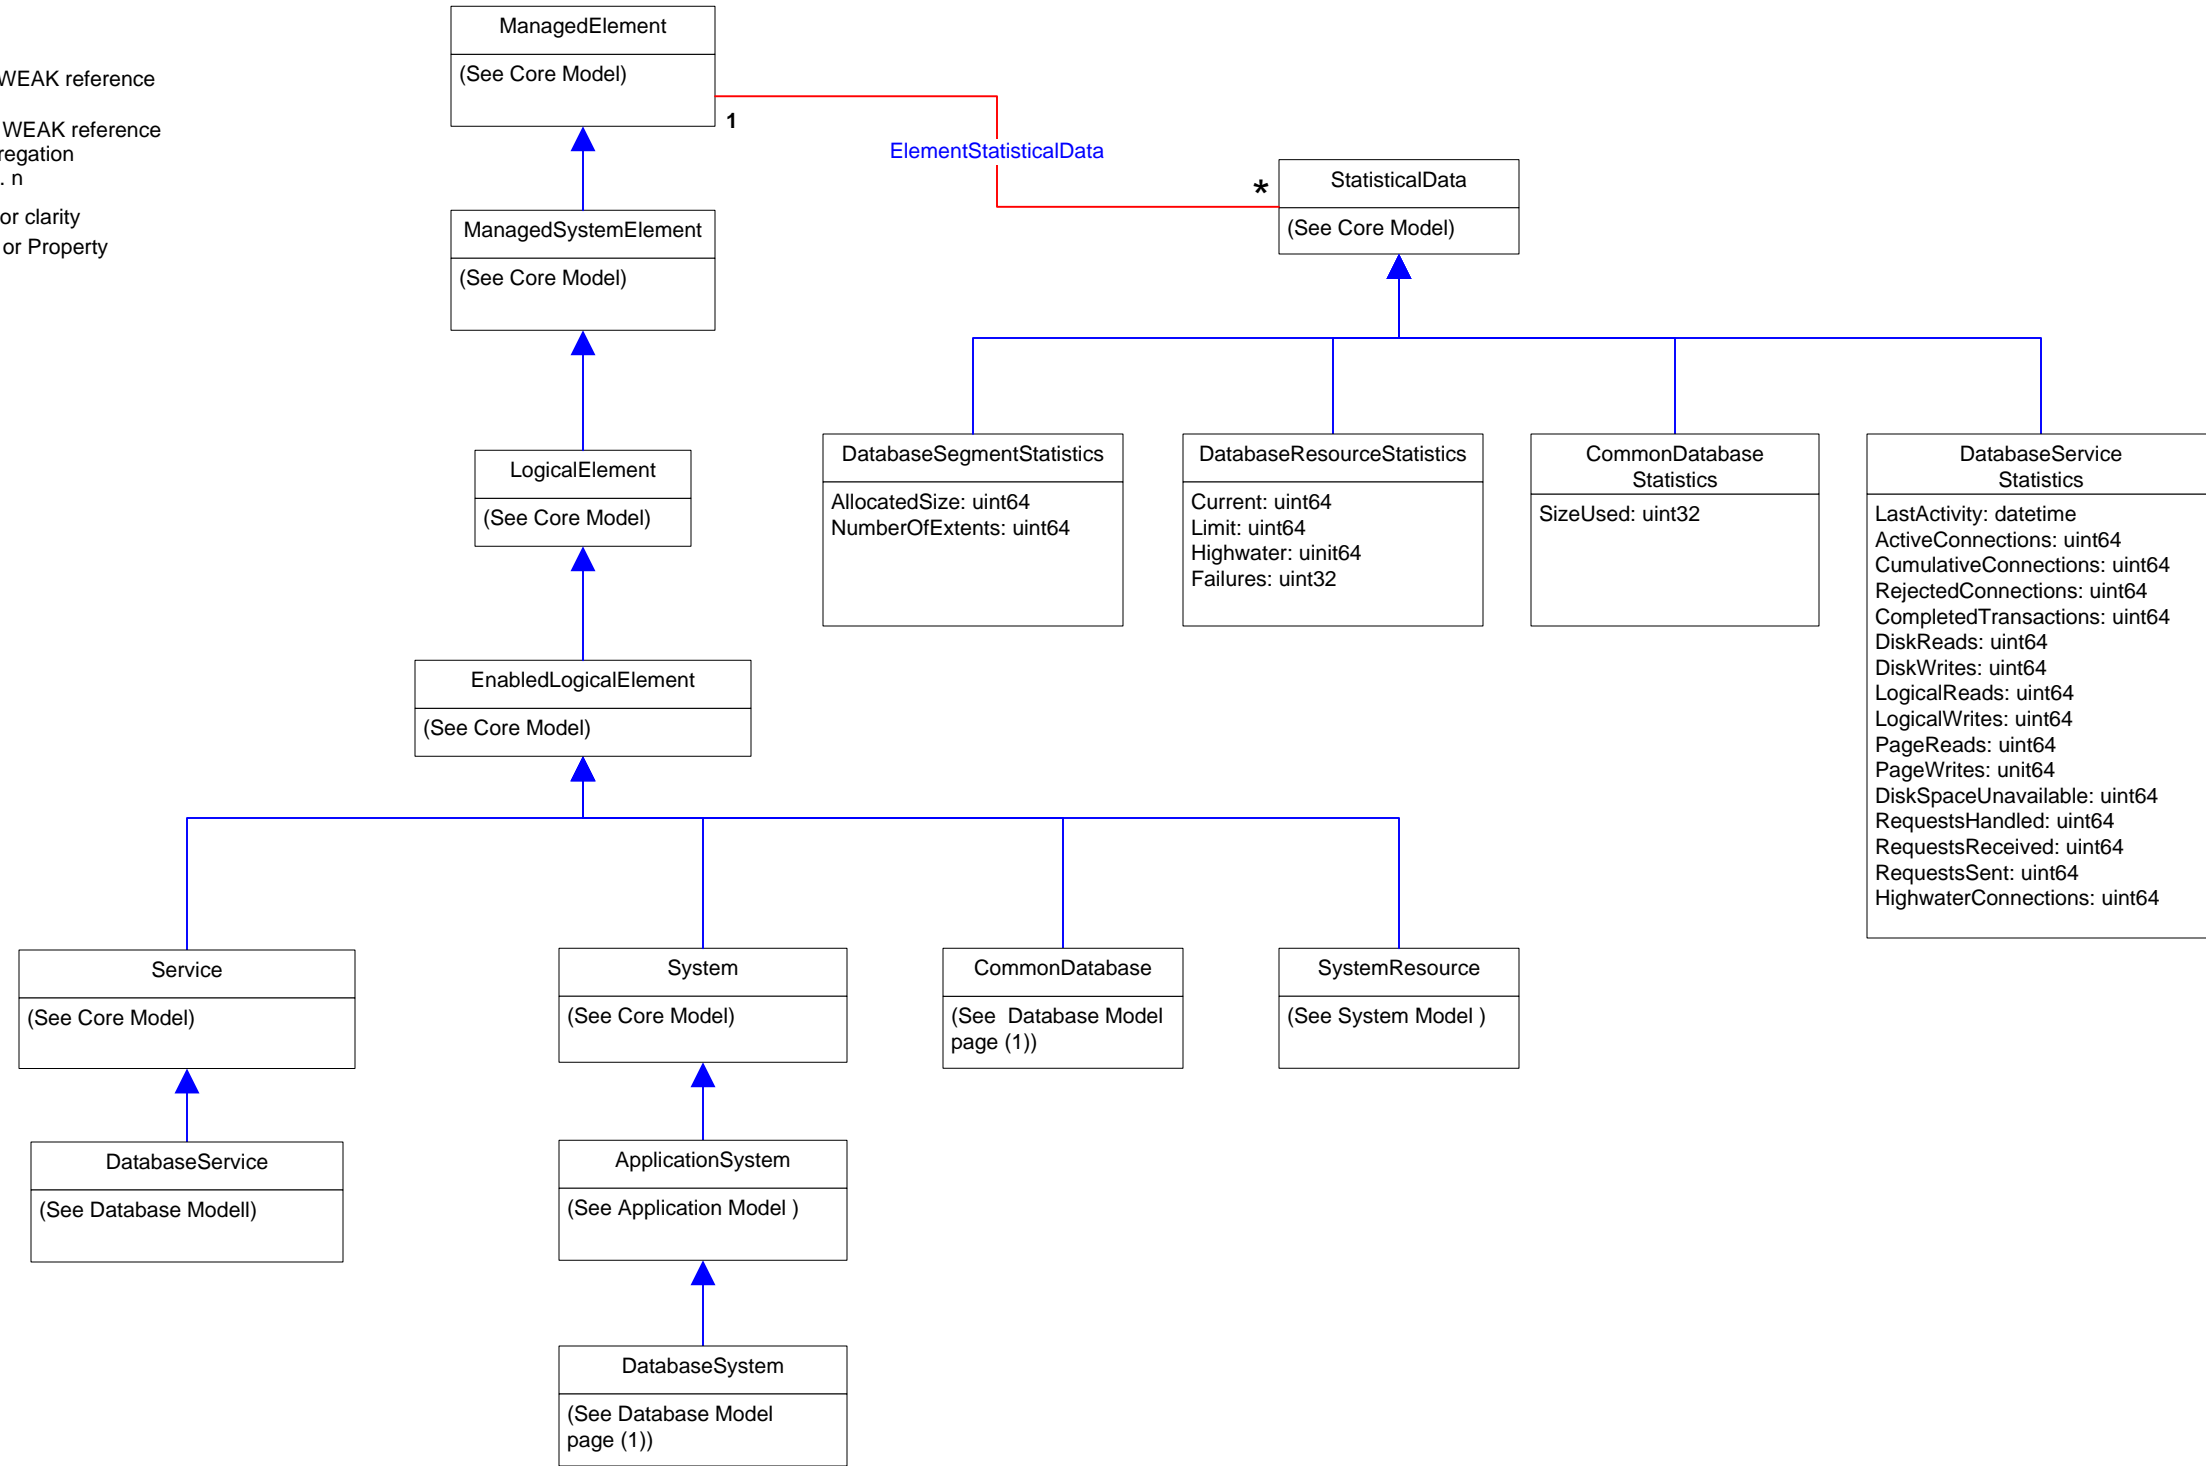 WEAK reference
WEAK reference
regation
. n
or clarity
or Property
ManagedElement
(See Core Model)
1
ElementStatisticalData
*
StatisticalData
(See Core Model)
ManagedSystemElement
(See Core Model)
LogicalElement
(See Core Model)
EnabledLogicalElement
(See Core Model)
DatabaseSegmentStatistics
AllocatedSize: uint64
NumberOfExtents: uint64
DatabaseResourceStatistics
Current: uint64
Limit: uint64
Highwater: uinit64
Failures: uint32
CommonDatabase
Statistics
SizeUsed: uint32
DatabaseService
Statistics
LastActivity: datetime
ActiveConnections: uint64
CumulativeConnections: uint64
RejectedConnections: uint64
CompletedTransactions: uint64
DiskReads: uint64
DiskWrites: uint64
LogicalReads: uint64
LogicalWrites: uint64
PageReads: uint64
PageWrites: unit64
DiskSpaceUnavailable: uint64
RequestsHandled: uint64
RequestsReceived: uint64
RequestsSent: uint64
HighwaterConnections: uint64
Service
(See Core Model)
System
(See Core Model)
CommonDatabase
(See  Database Model
page (1))
SystemResource
(See System Model )
DatabaseService
(See Database Modell)
ApplicationSystem
(See Application Model )
DatabaseSystem
(See Database Model
page (1))